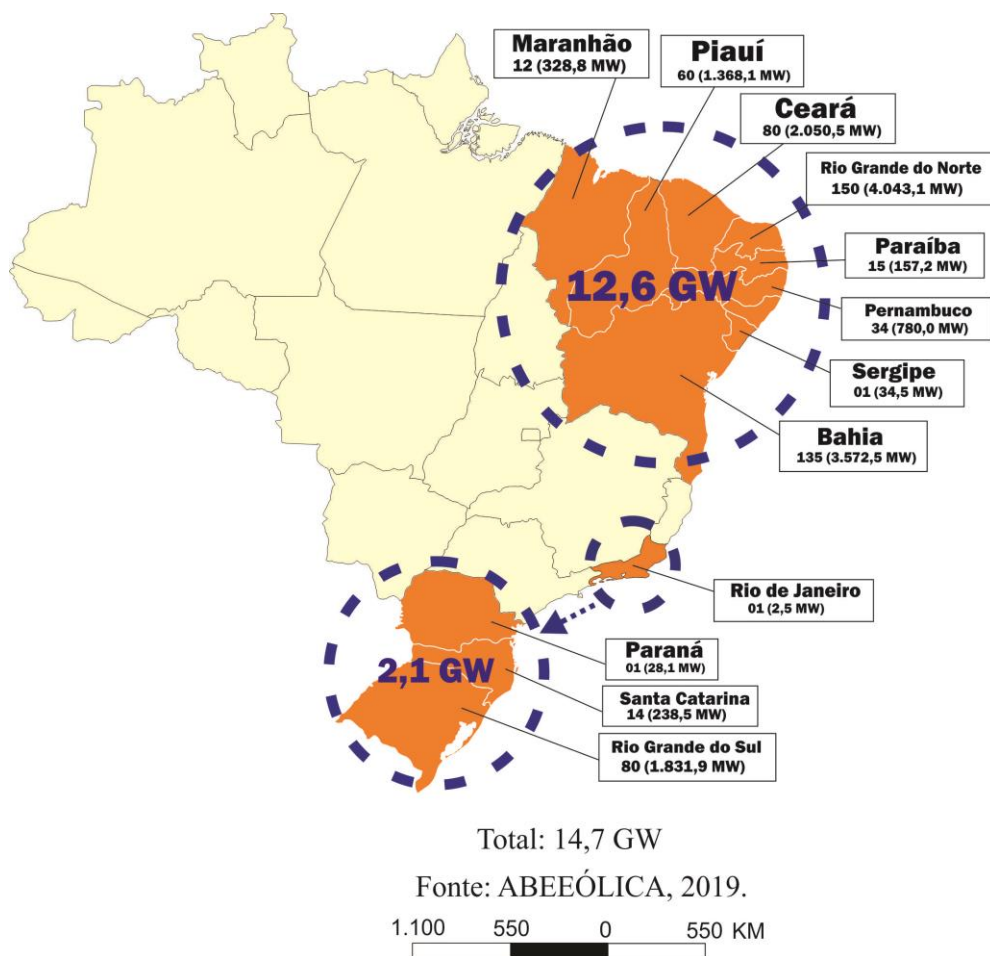 Maranhão
12 (328,8 MW)
Piauí
60 (1.368,1 MW)
Ceará
80 (2.050,5 MW)
Rio Grande do Norte
150 (4.043,1 MW)
Paraíba
15 (157,2 MW)
12,6 GW
Pernambuco
34 (780,0 MW)
Sergipe
01 (34,5 MW)
Bahia
135 (3.572,5 MW)
Rio de Janeiro
01 (2,5 MW)
Paraná
01 (28,1 MW)
2,1 GW
Santa Catarina
14 (238,5 MW)
Rio Grande do Sul
80 (1.831,9 MW)
Total: 14,7 GW
Fonte: ABEEÓLICA, 2019.
1.100 550 0 550 KM